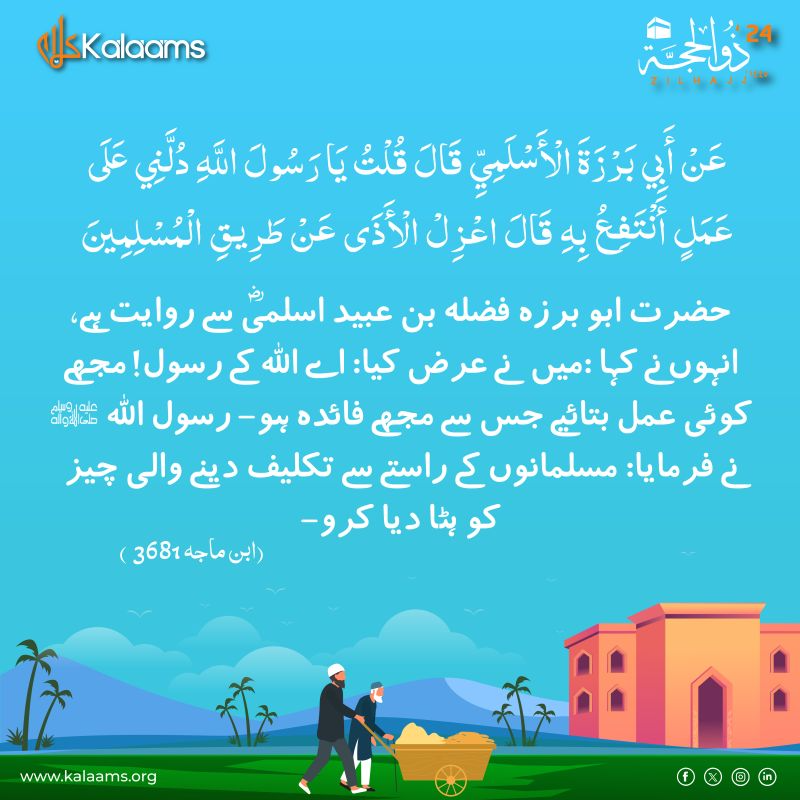 کلام Kalaams
24 ذُوالحجَّة
ZILHAJJ
عَنْ أَبِي بَرْزَةَ الْأَسْلَمِيِّ قَالَ قُلْتُ يَا رَسُولَ اللَّهِ دُلَّنِي عَلَى
عَمَلٍ أَنْتَفِعُ بِهِ قَالَ اعْزِلْ الْأَذَى عَنْ طَرِيقِ الْمُسْلِمِينَ
حضرت ابو برزہ فضلہ بن عبید اسلمیؓ سے روایت ہے،
انہوں نے کہا :میں نے عرض کیا: اے اللہ کے رسول! مجھے
کوئی عمل بتائیے جس سے مجھے فائدہ ہو– رسول اللہ ﷺ
نے فرمایا: مسلمانوں کے راستے سے تکلیف دینے والی چیز
کو ہٹا دیا کرو–
(ابن ماجہ 3681 )
www.kalaams.org